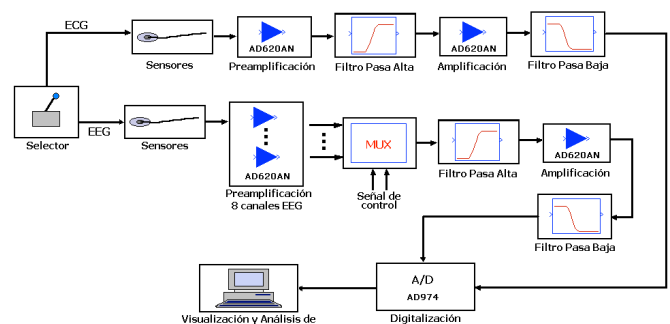 ECG
Sensores
AD620AN
Preamplificación
Filtro Pasa Alta
AD620AN
Amplificación
Filtro Pasa Baja
Selector
EEG
Sensores
AD620AN
Preamplificación
8 canales EEG
MUX
Señal de
control
Filtro Pasa Alta
AD620AN
Amplificación
Filtro Pasa Baja
A/D
AD974
Digitalización
Visualización y Análisis de